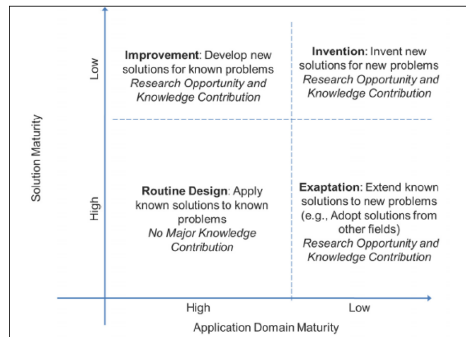 Improvement: Develop new
solutions for known problems
Research Opportunity and
Knowledge Contribution
Invention: Invent new
solutions for new problems
Research Opportunity and
Knowledge Contribution
Low
Solution Maturity
High
Routine Design: Apply
known solutions to known
problems
No Major Knowledge
Contribution
Exaptation: Extend known
solutions to new problems
(e.g., Adopt solutions from
other fields)
Research Opportunity and
Knowledge Contribution
High
Low
Application Domain Maturity